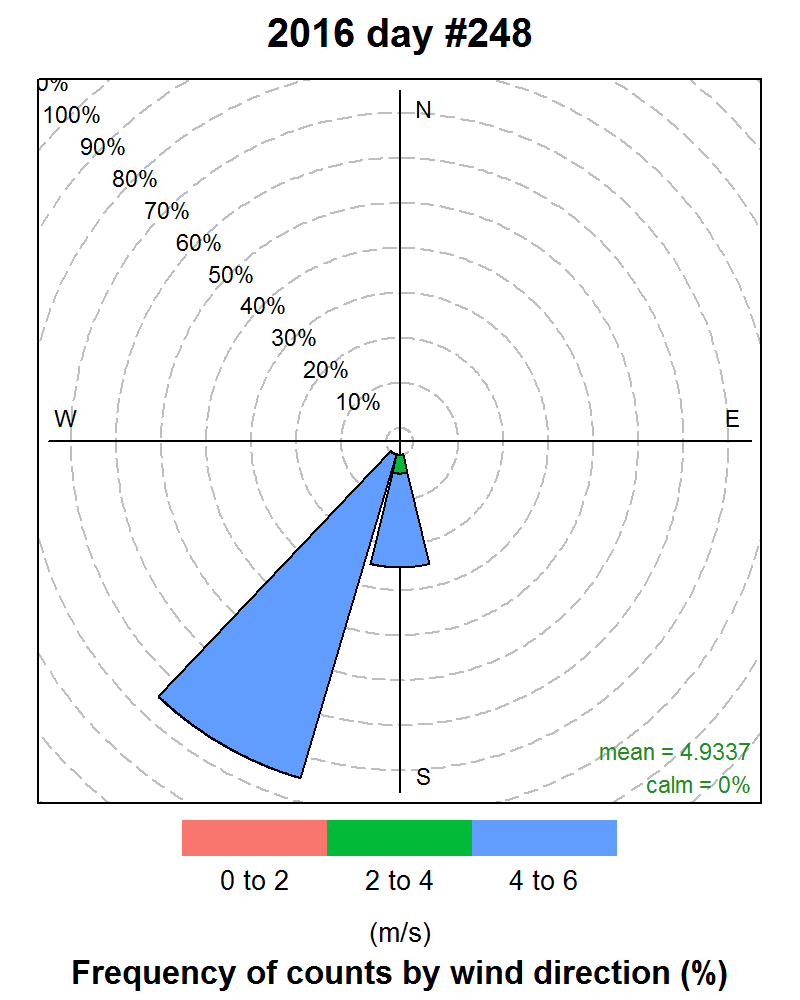 2016 day #248
0%
100%
N
90%
80%
70%
60%
50%
40%
30%
20%
10%
W
E
mean = 4.9337
S
calm = 0%
0 to 2
2 to 4
4 to 6
(m/s)
Frequency of counts by wind direction (%)